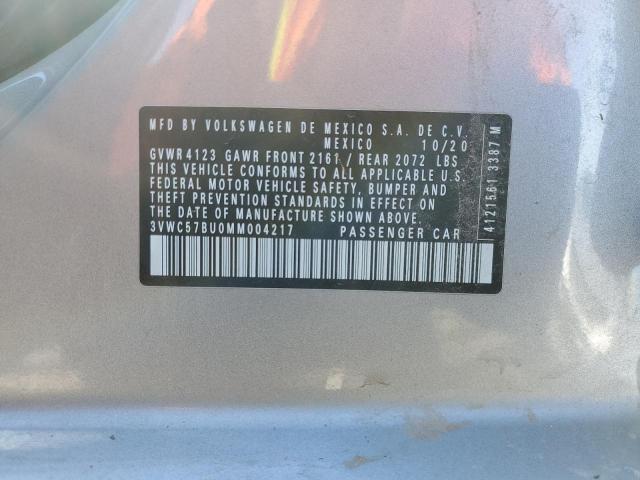 MFD BY VOLKSWAGEN DE MEXICO S.A. DE C.V.
MEXICO 10/20
GVWR 4123 GAWR FRONT 2161 / REAR 2072 LBS
THIS VEHICLE CONFORMS TO ALL APPLICABLE U.S.
FEDERAL MOTOR VEHICLE SAFETY, BUMPER AND
THEFT PREVENTION STANDARDS IN EFFECT ON
THE DATE OF MANUFACTURE SHOWN ABOVE.
3VWC57BU0MM004217 PASSENGER CAR
4121561 3387 M